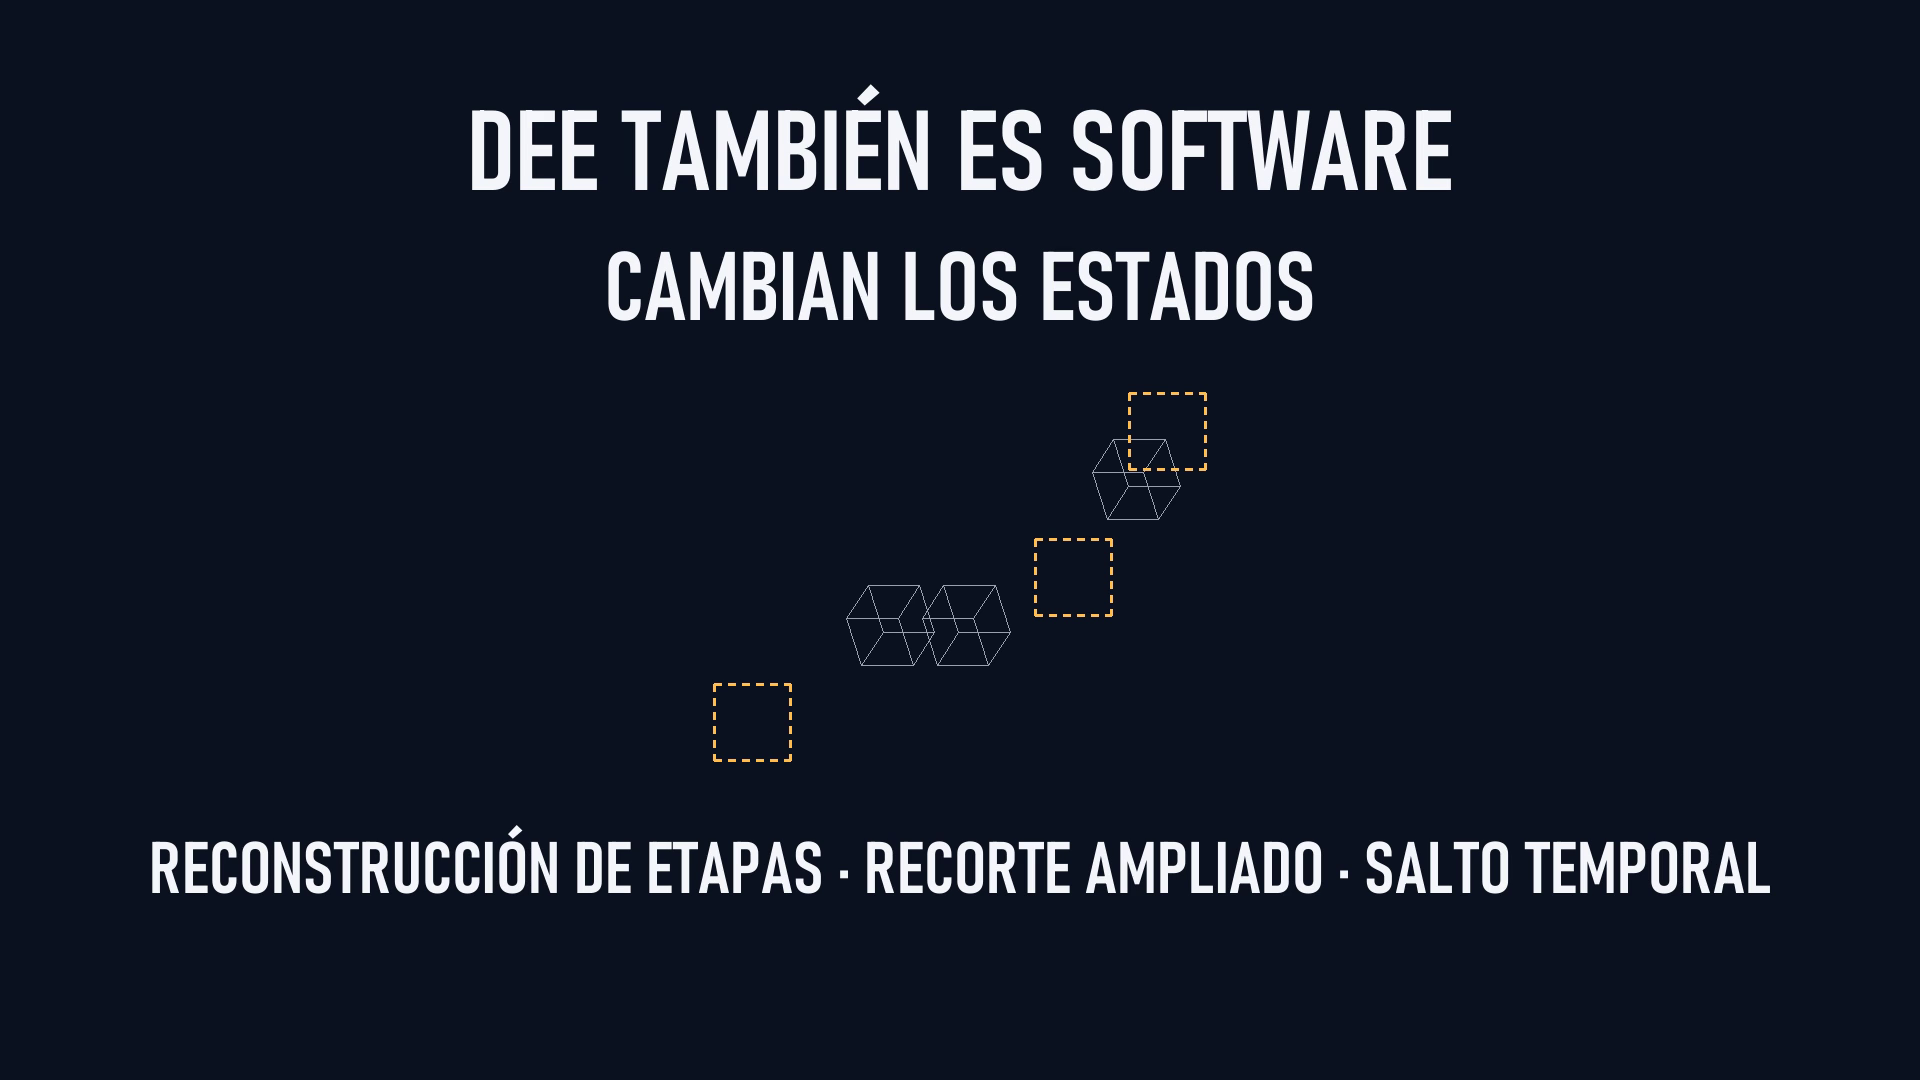 DEE TAMBIÉN ES SOFTWARE
CAMBIAN LOS ESTADOS
RECONSTRUCCIÓN DE ETAPAS · RECORTE AMPLIADO · SALTO TEMPORAL